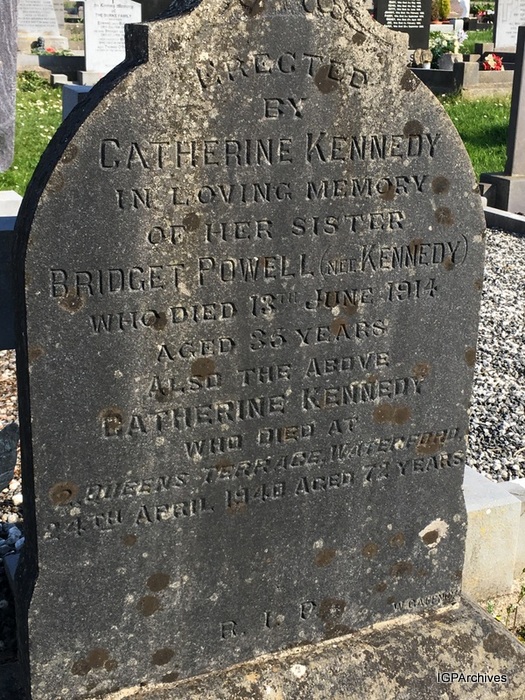 ERECTED
BY
CATHERINE KENNEDY
IN LOVING MEMORY
OF HER SISTER
BRIDGET POWELL (NEE KENNEDY)
WHO DIED 13TH JUNE 1914
AGED 35 YEARS
ALSO THE ABOVE
CATHERINE KENNEDY
WHO DIED AT
2 QUEENS TERRACE, WATERFORD,
24TH APRIL 1940 AGED 72 YEARS
R. I. P.
IGPArchives